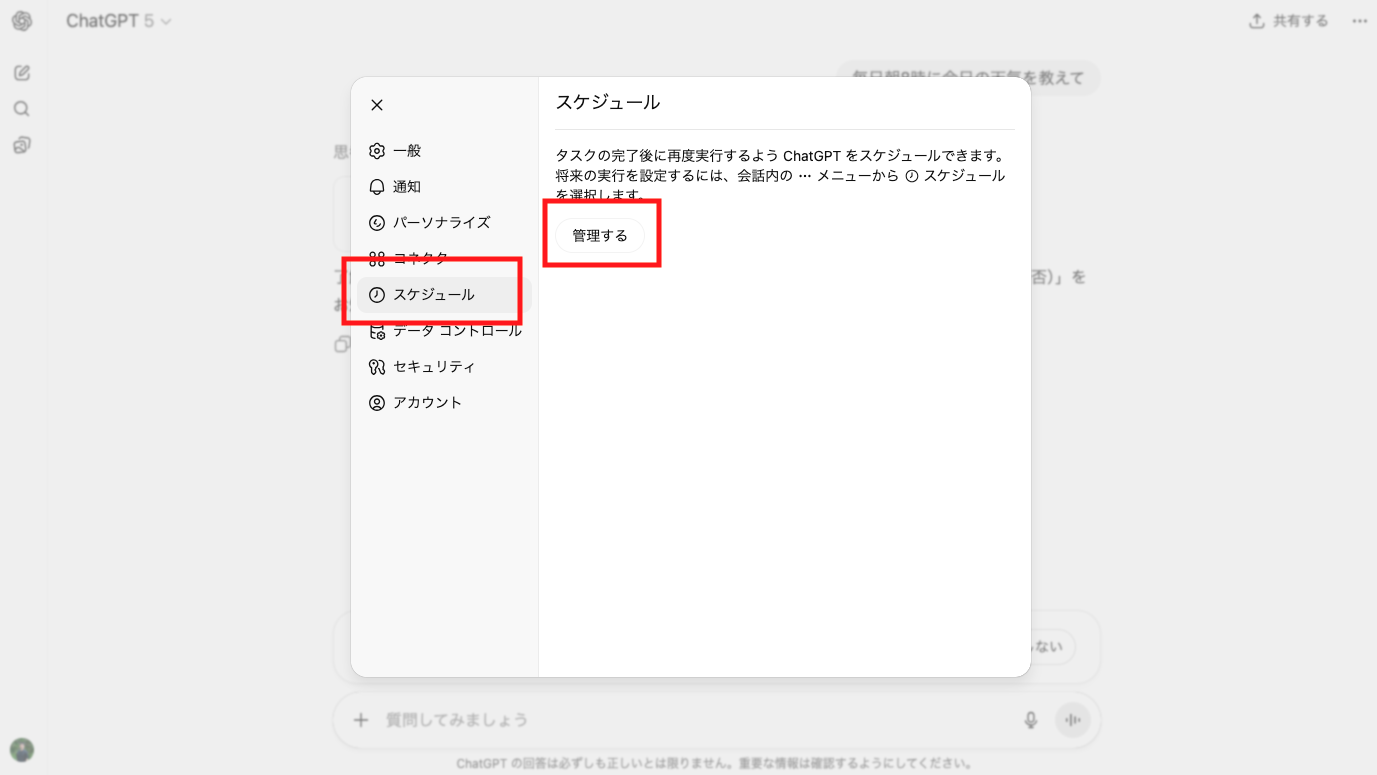 ChatGPT 5
共有する
毎日朝8時に今日の天気を教えて
スケジュール
タスクの完了後に再度実行するよう ChatGPT をスケジュールできます。
将来の実行を設定するには、会話内の ··· メニューから スケジュール
を選択します。
管理する
一般
通知
パーソナライズ
コネクター
スケジュール
データ コントロール
セキュリティ
アカウント
否)」を
ない
質問してみましょう
ChatGPT の回答は必ずしも正しいとは限りません。重要な情報は確認するようにしてください。